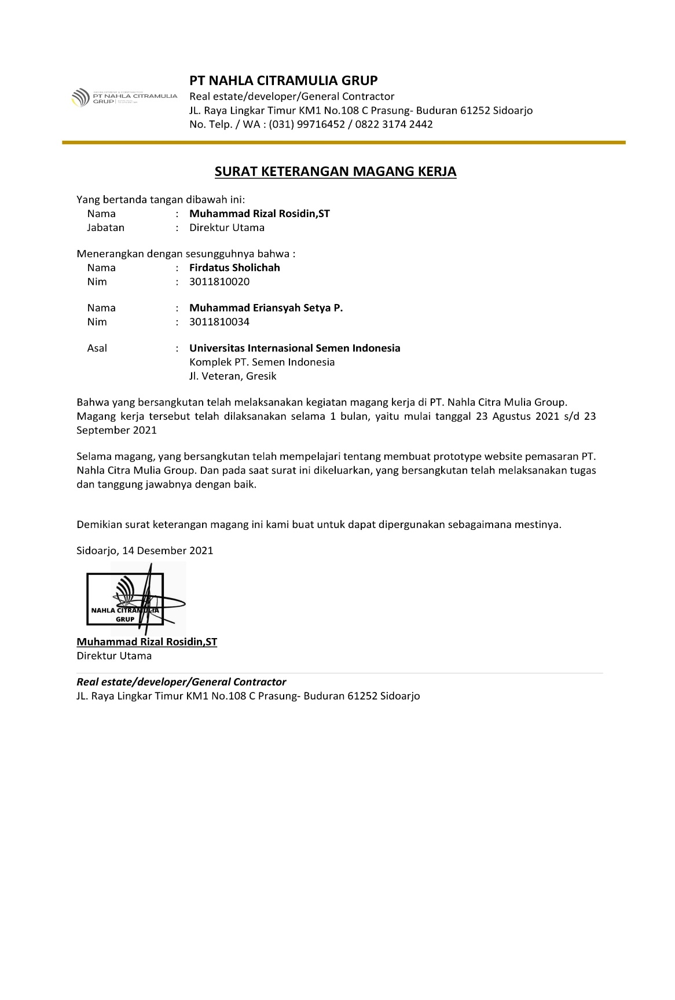 PT NAHLA CITRAMULIA GRUP
Real estate/developer/General Contractor
JL. Raya Lingkar Timur KM1 No.108 C Prasung- Buduran 61252 Sidoarjo
No. Telp. / WA : (031) 99716452 / 0822 3174 2442
PT NAHLA CITRAMULIA
GRUP
SURAT KETERANGAN MAGANG KERJA
Yang bertanda tangan dibawah ini:
Nama : Muhammad Rizal Rosidin,ST
Jabatan : Direktur Utama
Menerangkan dengan sesungguhnya bahwa :
Nama : Firdatus Sholichah
Nim : 3011810020
Nama : Muhammad Eriansyah Setya P.
Nim : 3011810034
Asal : Universitas Internasional Semen Indonesia
Komplek PT. Semen Indonesia
Jl. Veteran, Gresik
Bahwa yang bersangkutan telah melaksanakan kegiatan magang kerja di PT. Nahla Citra Mulia Group.
Magang kerja tersebut telah dilaksanakan selama 1 bulan, yaitu mulai tanggal 23 Agustus 2021 s/d 23
September 2021
Selama magang, yang bersangkutan telah mempelajari tentang membuat prototype website pemasaran PT.
Nahla Citra Mulia Group. Dan pada saat surat ini dikeluarkan, yang bersangkutan telah melaksanakan tugas
dan tanggung jawabnya dengan baik.
Demikian surat keterangan magang ini kami buat untuk dapat dipergunakan sebagaimana mestinya.
Sidoarjo, 14 Desember 2021
NAHLA CITRAMULIA
GRUP
Muhammad Rizal Rosidin,ST
Direktur Utama
Real estate/developer/General Contractor
JL. Raya Lingkar Timur KM1 No.108 C Prasung- Buduran 61252 Sidoarjo